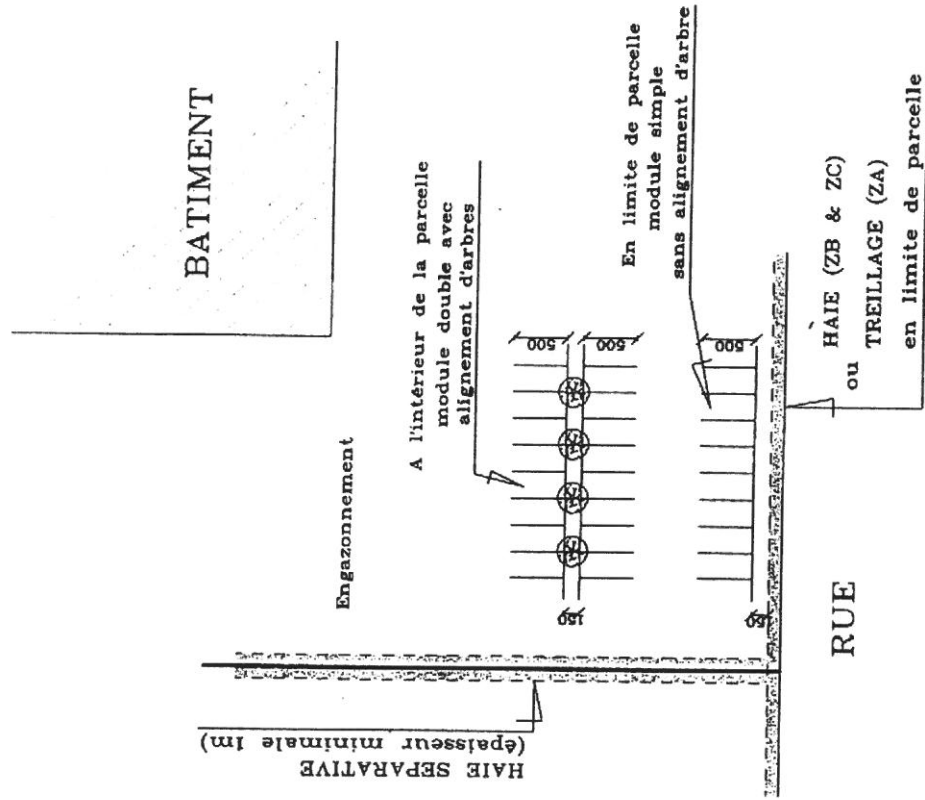 BATIMENT
A l'intérieur de la parcelle
module double avec
alignement d'arbres
En limite de parcelle
module simple
sans alignement d'arbre
Engazonnement
500
500
500
150
150
HAIE (ZB & ZC)
ou
TREILLAGE (ZA)
en limite de parcelle
RUE
HAIE SEPARATIVE
(épaisseur minimale 1m)